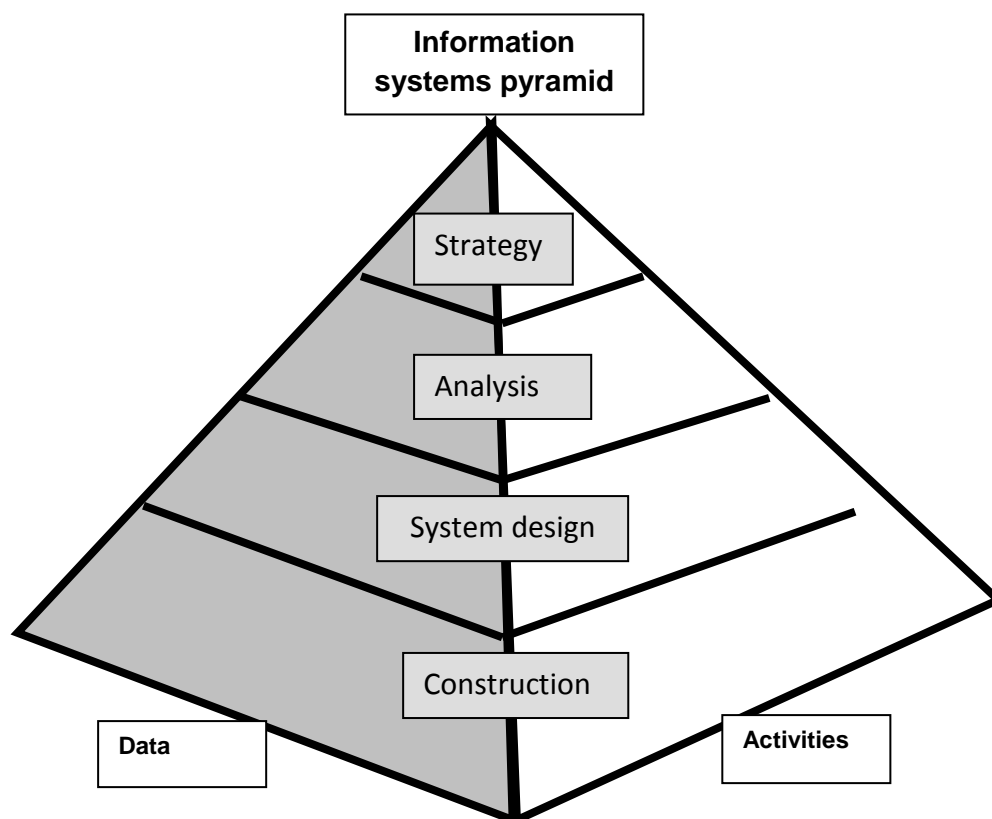 Information
systems pyramid
Strategy
Analysis
System design
Construction
Data
Activities